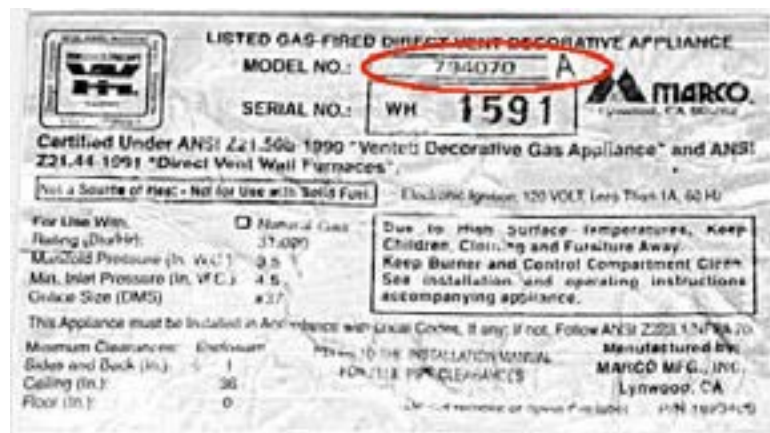 LISTED GAS-FIRED DIRECT VENT DECORATIVE APPLIANCE
MODEL NO.: 794070 A
MARCO.
SERIAL NO.: WH 1591
Certified Under ANSI Z21.50b-1990 "Vented Decorative Gas Appliance" and ANSI
Z21.44-1991 "Direct Vent Wall Furnaces".
Not a Source of Heat - Not for Use with Solid Fuel.
Electronic Ignition, 120 VOLT, Less Than 1A, 60 Hz
For Use With: Natural Gas
Rating (Btu/Hr):
Manifold Pressure (In. W.C.) 3.5
Min. Inlet Pressure (In. W.C.) 4.5
Orifice Size (DMS) #37
Due to High Surface Temperatures, Keep
Children, Clothing and Furniture Away.
Keep Burner and Control Compartment Clean.
See installation and operating instructions
accompanying appliance.
This Appliance must be Installed in Accordance with Local Codes, If any; If not, Follow ANSI
Minimum Clearances: Enclosure
Sides and Back (In.): 1
Ceiling (In.): 36
Floor (In.): 0
TO THE INSTALLATION MANUAL
FOR PIPE CLEARANCES
Manufactured by:
MARCO MFG., INC.
Lynwood, CA